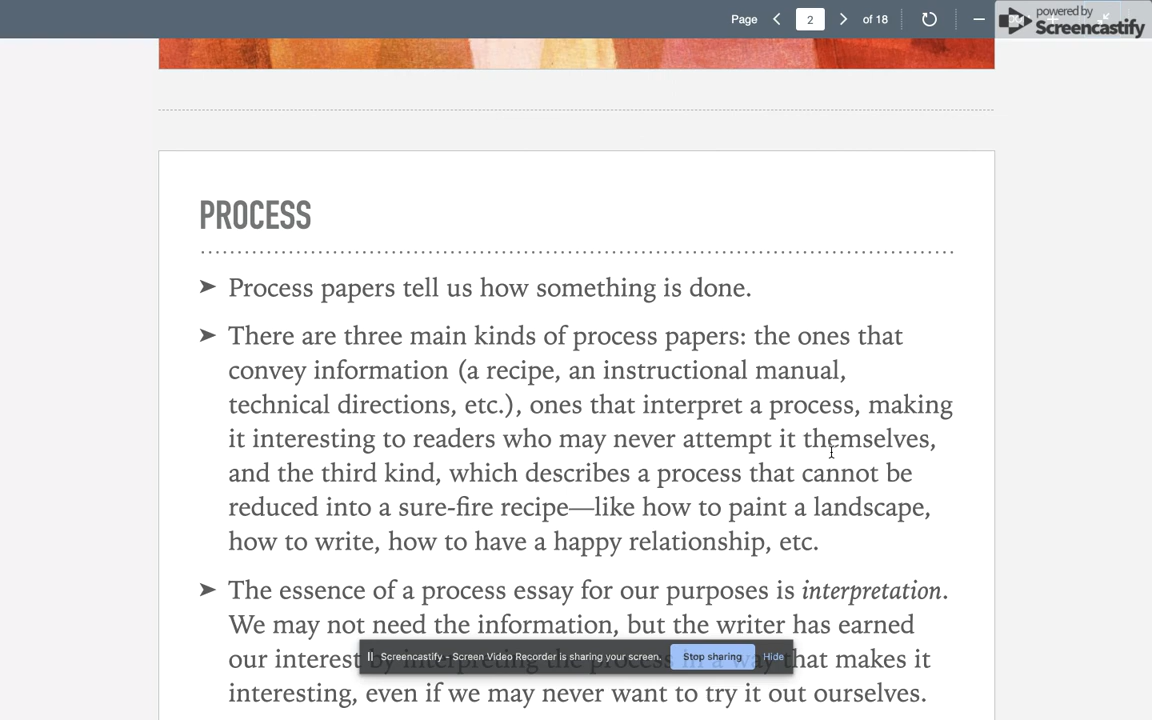 Page 2 of 18
powered by
Screencastify
PROCESS
➤ Process papers tell us how something is done.
➤ There are three main kinds of process papers: the ones that
convey information (a recipe, an instructional manual,
technical directions, etc.), ones that interpret a process, making
it interesting to readers who may never attempt it themselves,
and the third kind, which describes a process that cannot be
reduced into a sure-fire recipe—like how to paint a landscape,
how to write, how to have a happy relationship, etc.
➤ The essence of a process essay for our purposes is interpretation.
We may not need the information, but the writer has earned
our interest by interpreting the process in a way that makes it
interesting, even if we may never want to try it out ourselves.
Screencastify - Screen Video Recorder is sharing your screen. Stop sharing Hide